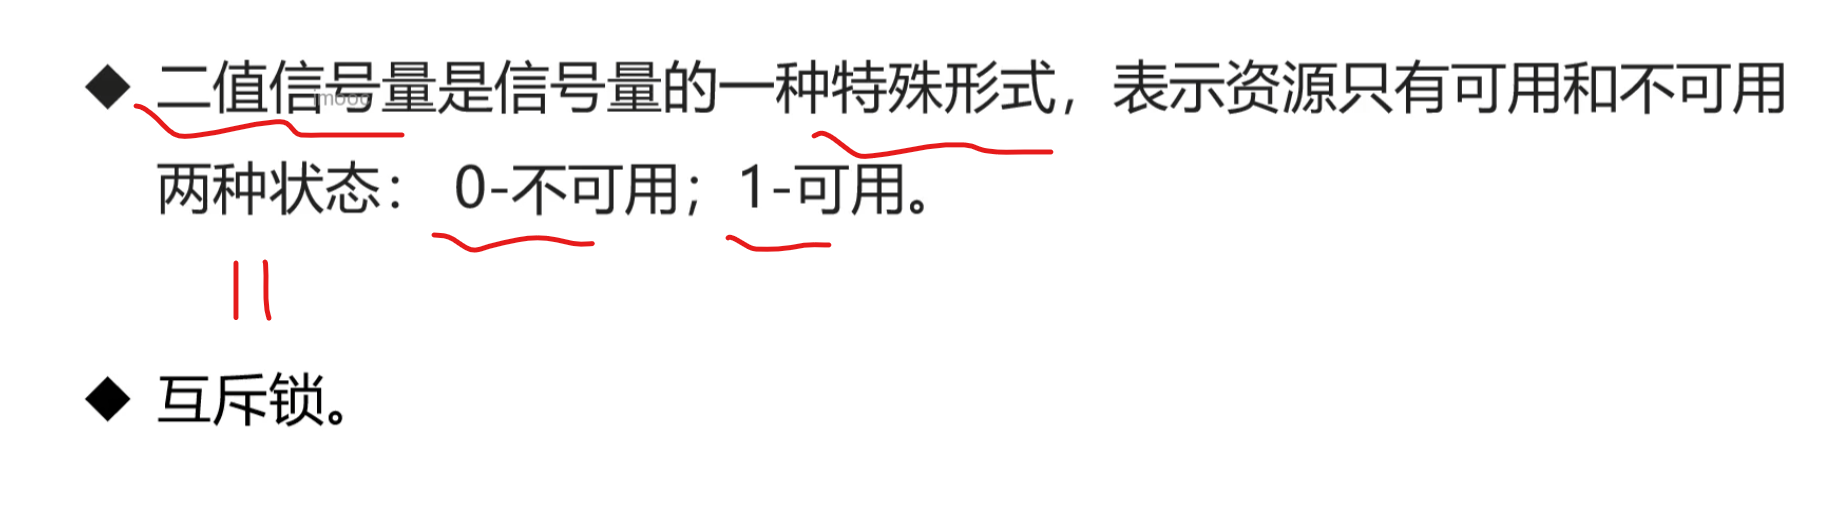 ◆ 二值信号量是信号量的一种特殊形式，表示资源只有可用和不可用
两种状态： 0-不可用；1-可用。
◆ 互斥锁。
imooc